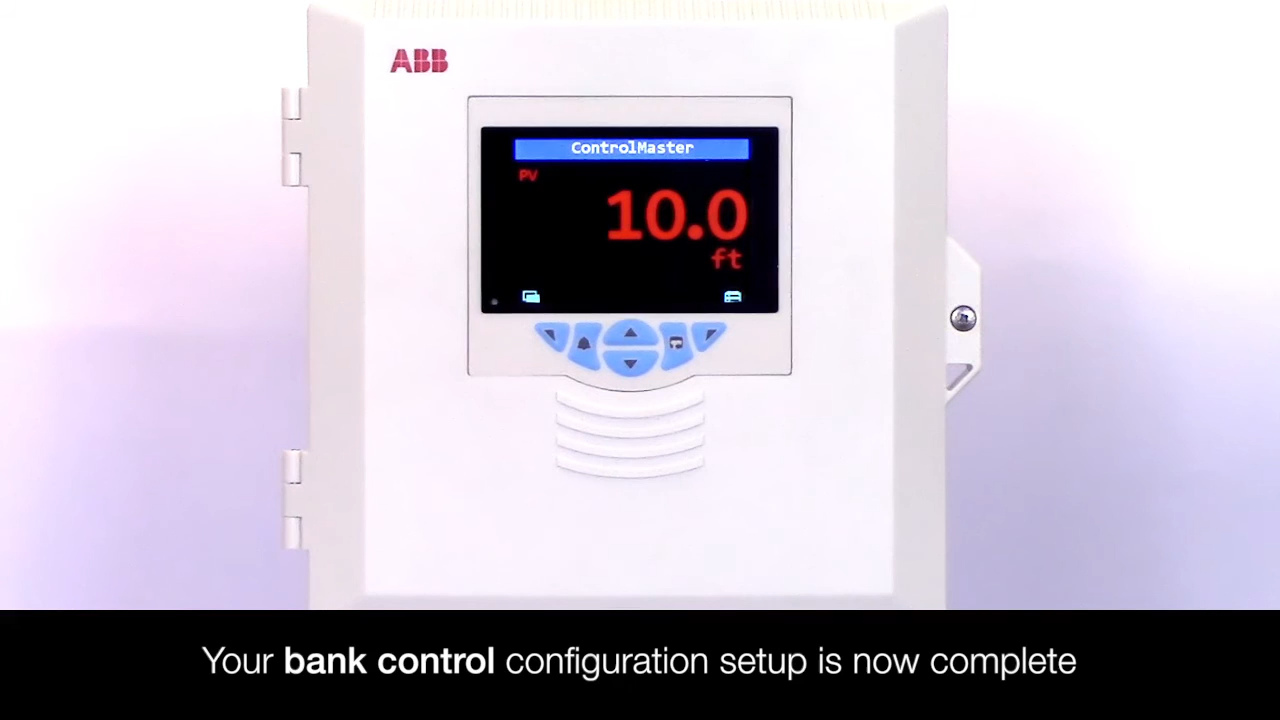 ABB
ControlMaster
PV
10.0
ft
Your bank control configuration setup is now complete